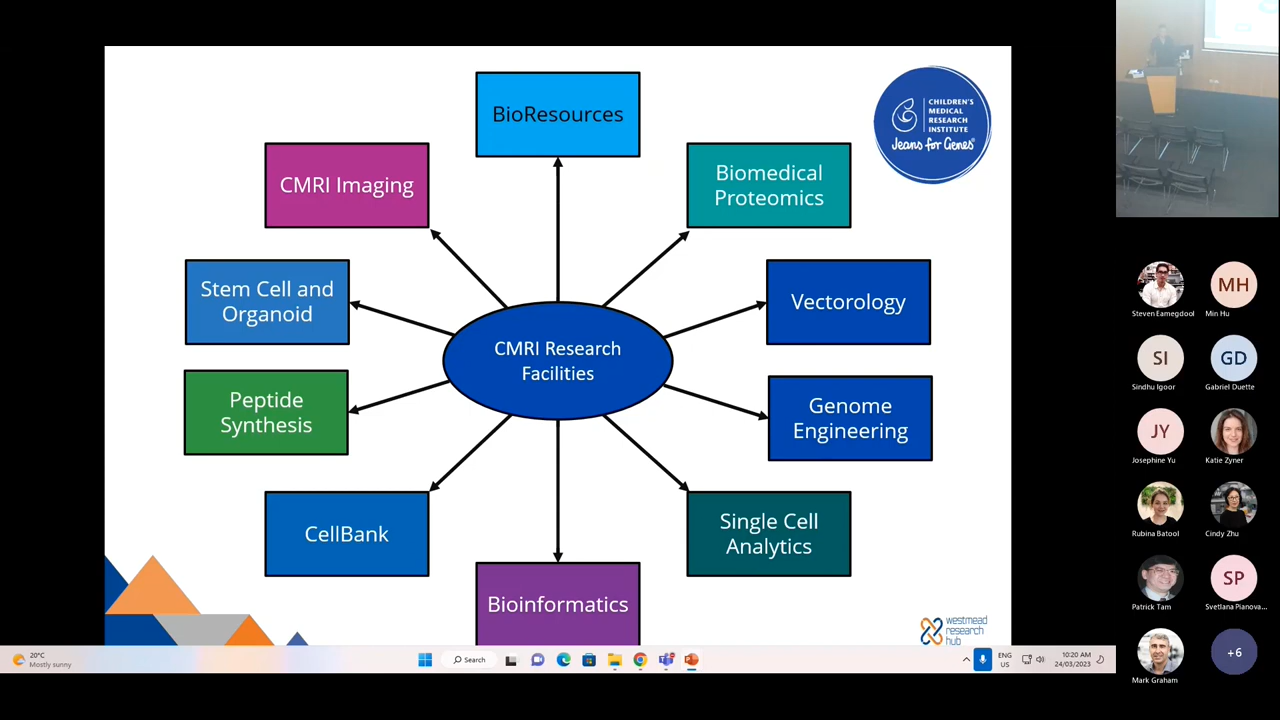 BioResources
CHILDREN'S
MEDICAL
RESEARCH
INSTITUTE
Jeans for Genes
CMRI Imaging
Biomedical
Proteomics
Stem Cell and
Organoid
Vectorology
CMRI Research
Facilities
Peptide
Synthesis
Genome
Engineering
CellBank
Single Cell
Analytics
Bioinformatics
westmead
research
hub
20°C
Mostly sunny
Search
ENG
US
10:20 AM
24/03/2023
Steven Eamegdool
MH
Min Hu
SI
Sindhu Igoor
GD
Gabriel Duette
JY
Josephine Yu
Katie Zyner
Rubina Batool
Cindy Zhu
Patrick Tam
SP
Svetlana Pianova...
Mark Graham
+6